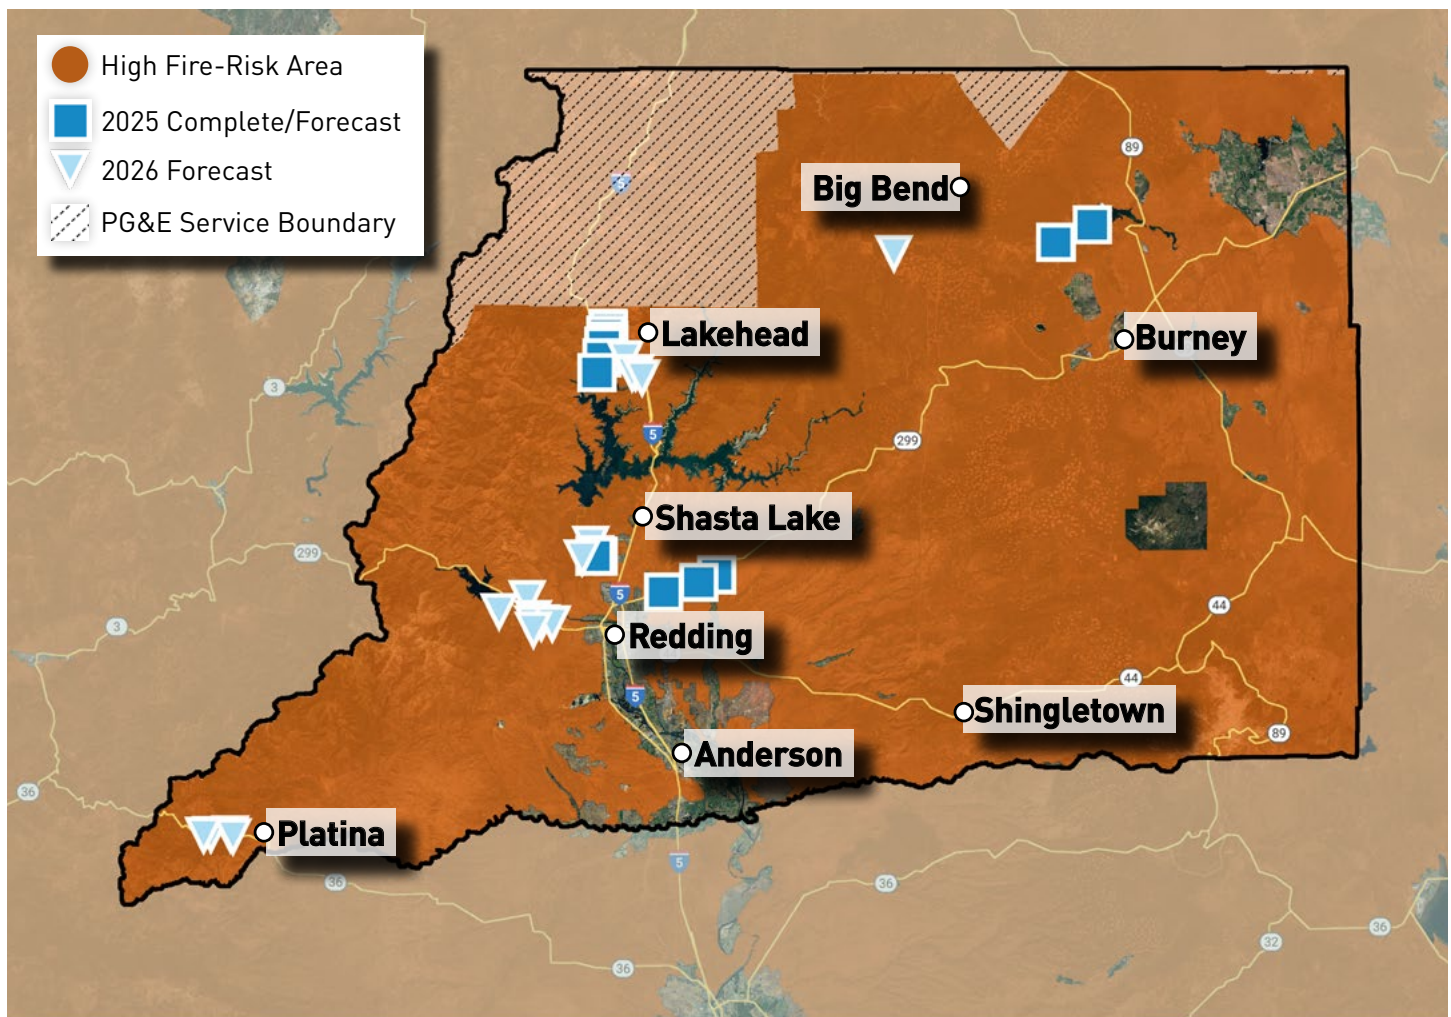 High Fire-Risk Area
2025 Complete/Forecast
2026 Forecast
PG&E Service Boundary
89
5
Big Bend
Lakehead
Burney
3
5
299
Shasta Lake
299
5
44
3
Redding
44
5
Shingletown
89
Anderson
36
Platina
5
36
36
36
32
36